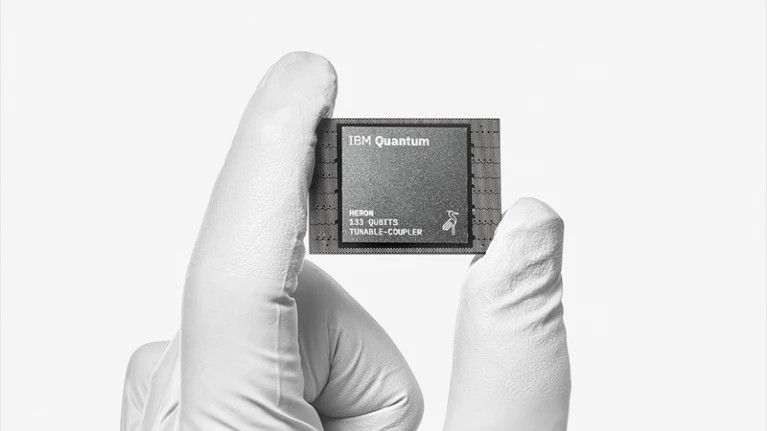 IBM Quantum
HERON
133 QUBITS
TUNABLE-COUPLER